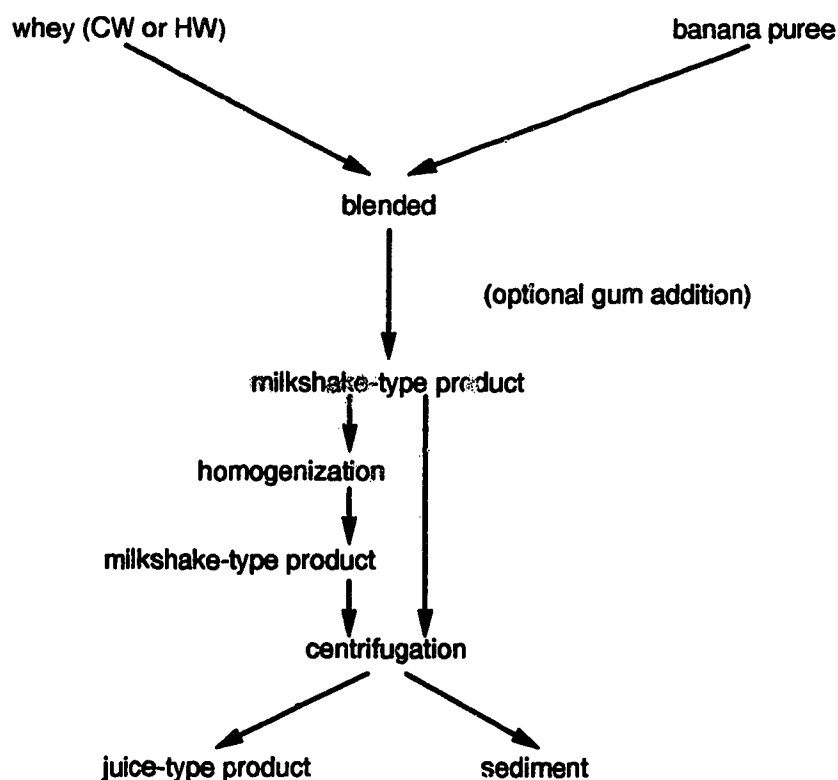 whey (CW or HW)
banana puree
blended
(optional gum addition)
milkshake-type product
homogenization
milkshake-type product
centrifugation
juice-type product
sediment